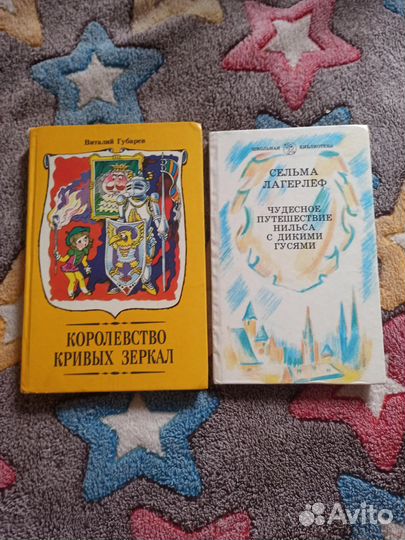 Виталий Губарев
КОРОЛЕВСТВО
КРИВЫХ ЗЕРКАЛ
ШКОЛЬНАЯ БИБЛИОТЕКА
СЕЛЬМА
ЛАГЕРЛЕФ
ЧУДЕСНОЕ
ПУТЕШЕСТВИЕ
НИЛЬСА
С ДИКИМИ
ГУСЯМИ
Avito